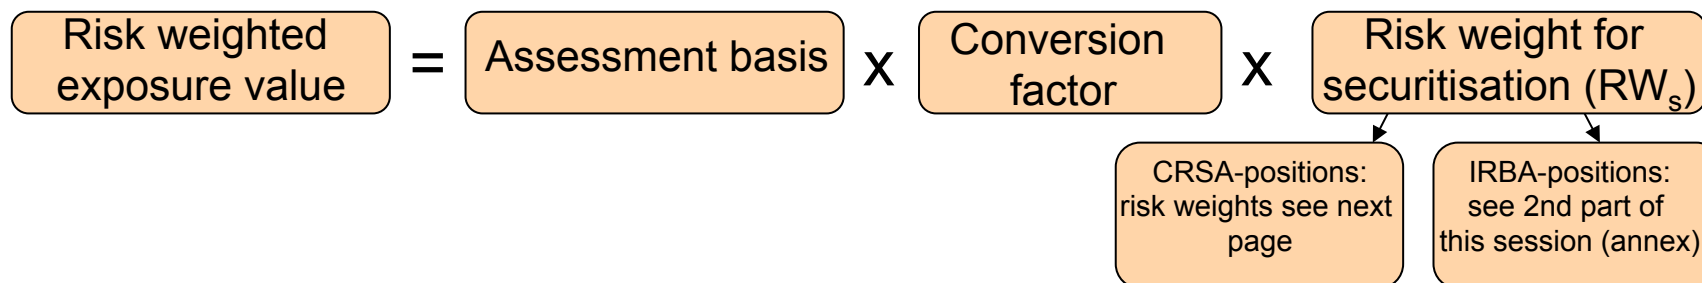 Risk weighted
exposure value
=
Assessment basis
x
Conversion
factor
x
Risk weight for
securitisation (RWs)
CRSA-positions:
risk weights see next
page
IRBA-positions:
see 2nd part of
this session (annex)